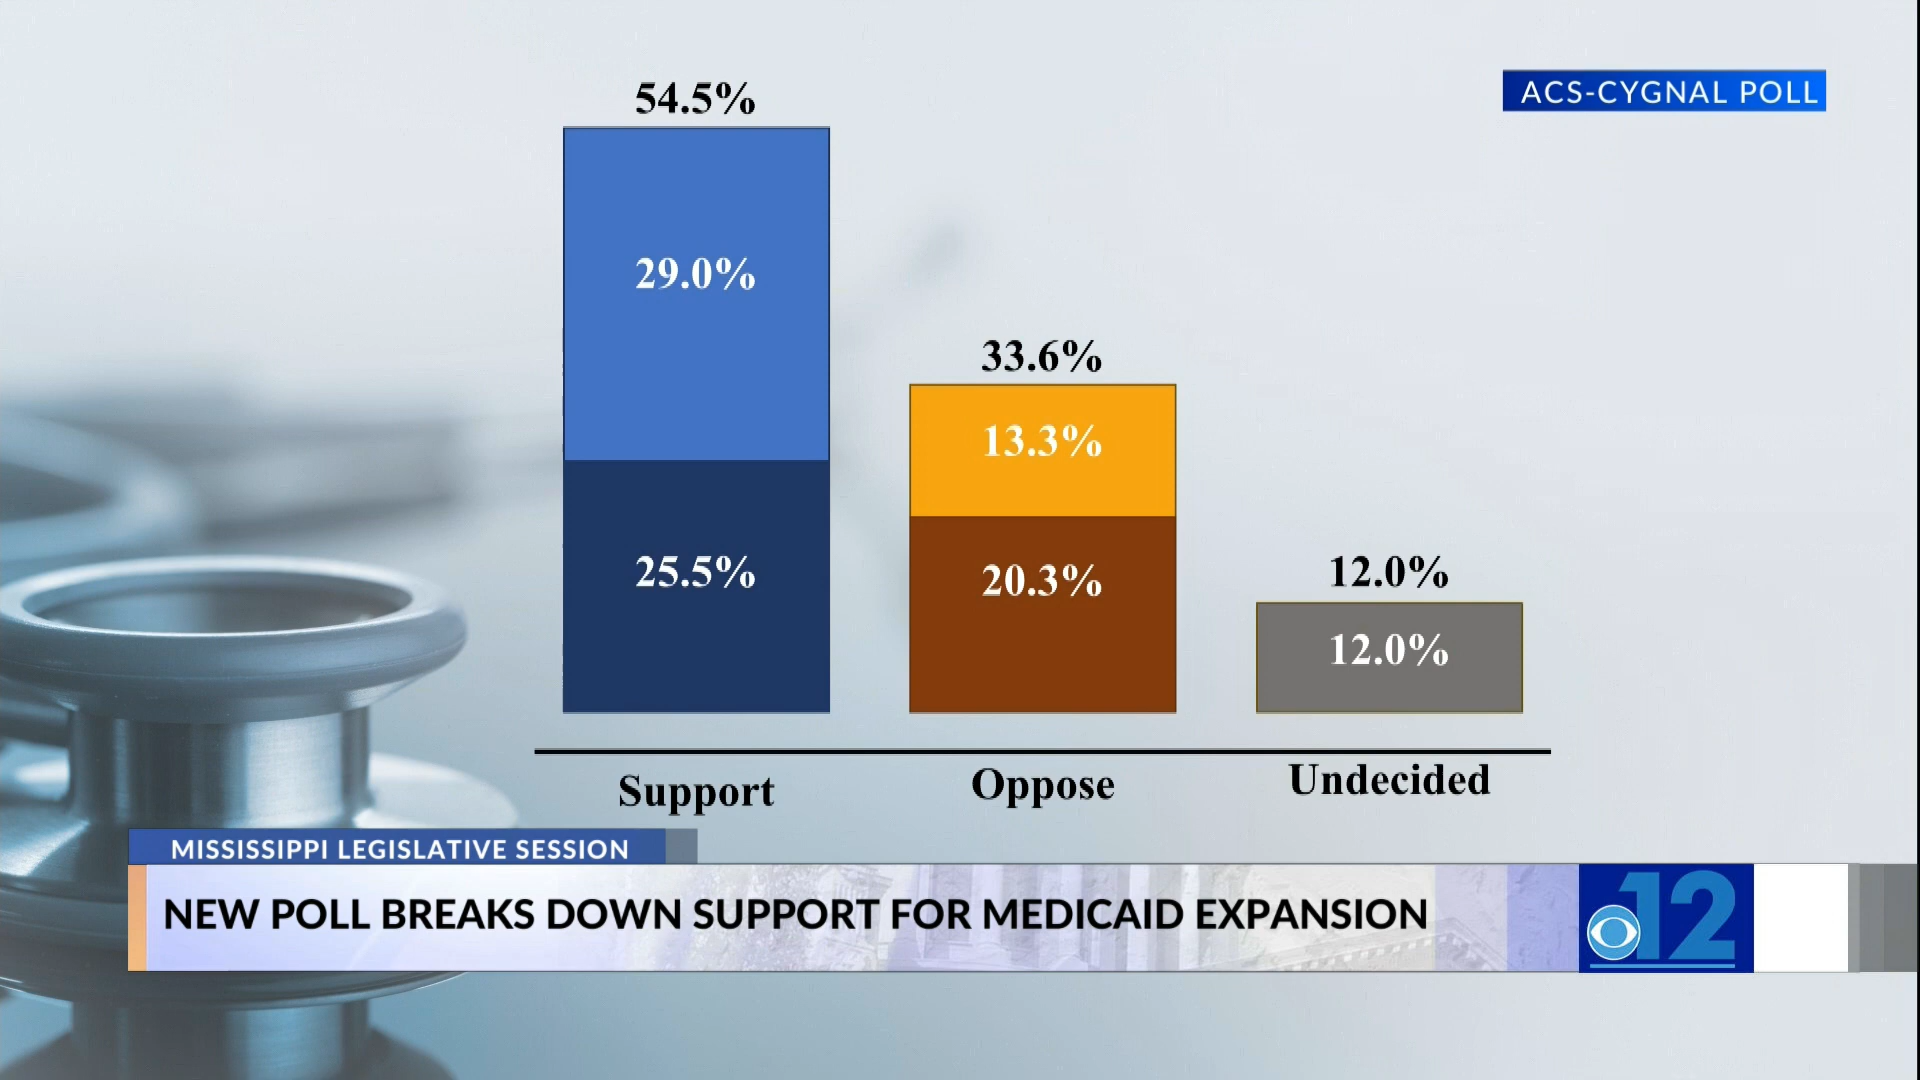 ACS-CYGNAL POLL
54.5%
29.0%
25.5%
33.6%
13.3%
20.3%
12.0%
12.0%
Support
Oppose
Undecided
MISSISSIPPI LEGISLATIVE SESSION
NEW POLL BREAKS DOWN SUPPORT FOR MEDICAID EXPANSION
12